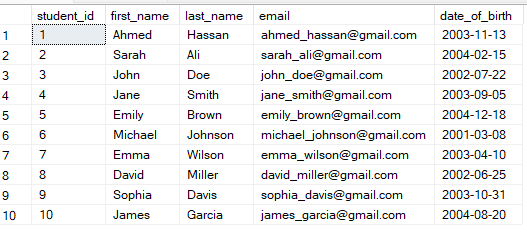 student_id first_name last_name email date_of_birth
1 1 Ahmed Hassan ahmed_hassan@gmail.com 2003-11-13
2 2 Sarah Ali sarah_ali@gmail.com 2004-02-15
3 3 John Doe john_doe@gmail.com 2002-07-22
4 4 Jane Smith jane_smith@gmail.com 2003-09-05
5 5 Emily Brown emily_brown@gmail.com 2004-12-18
6 6 Michael Johnson michael_johnson@gmail.com 2001-03-08
7 7 Emma Wilson emma_wilson@gmail.com 2003-04-10
8 8 David Miller david_miller@gmail.com 2002-06-25
9 9 Sophia Davis sophia_davis@gmail.com 2003-10-31
10 10 James Garcia james_garcia@gmail.com 2004-08-20